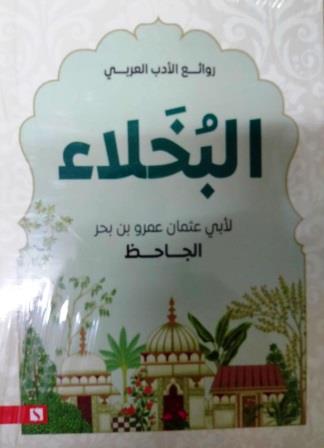 روائع الأدب العربي
البُخَلاء
لأبي عثمان عمرو بن بحر
الجاحظ